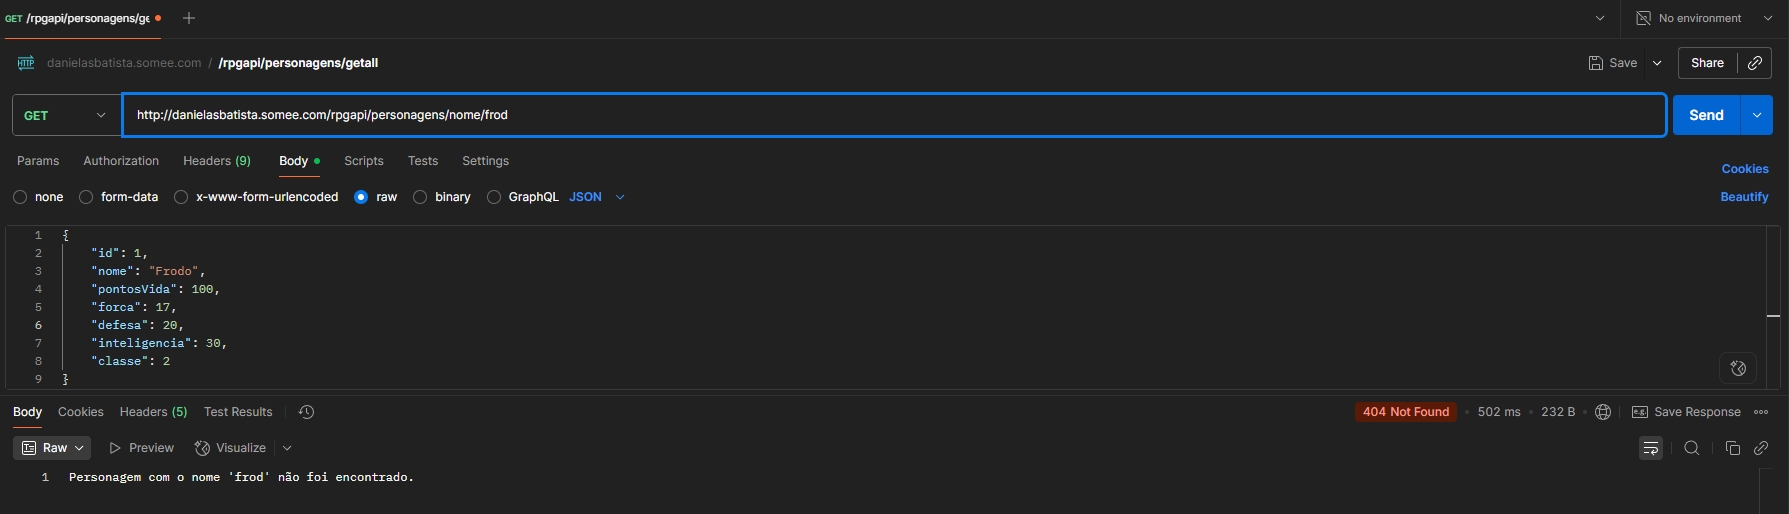 GET /rpgapi/personagens/ge
No environment
HTTP danielasbatista.somee.com / /rpgapi/personagens/getall
Save Share
GET http://danielasbatista.somee.com/rpgapi/personagens/nome/frod Send
Params Authorization Headers (9) Body Scripts Tests Settings Cookies
none form-data x-www-form-urlencoded raw binary GraphQL JSON Beautify
1 {
2 "id": 1,
3 "nome": "Frodo",
4 "pontosVida": 100,
5 "forca": 17,
6 "defesa": 20,
7 "inteligencia": 30,
8 "classe": 2
9 }
Body Cookies Headers (5) Test Results 404 Not Found 502 ms 232 B e.g. Save Response
Raw Preview Visualize
1 Personagem com o nome 'frod' não foi encontrado.